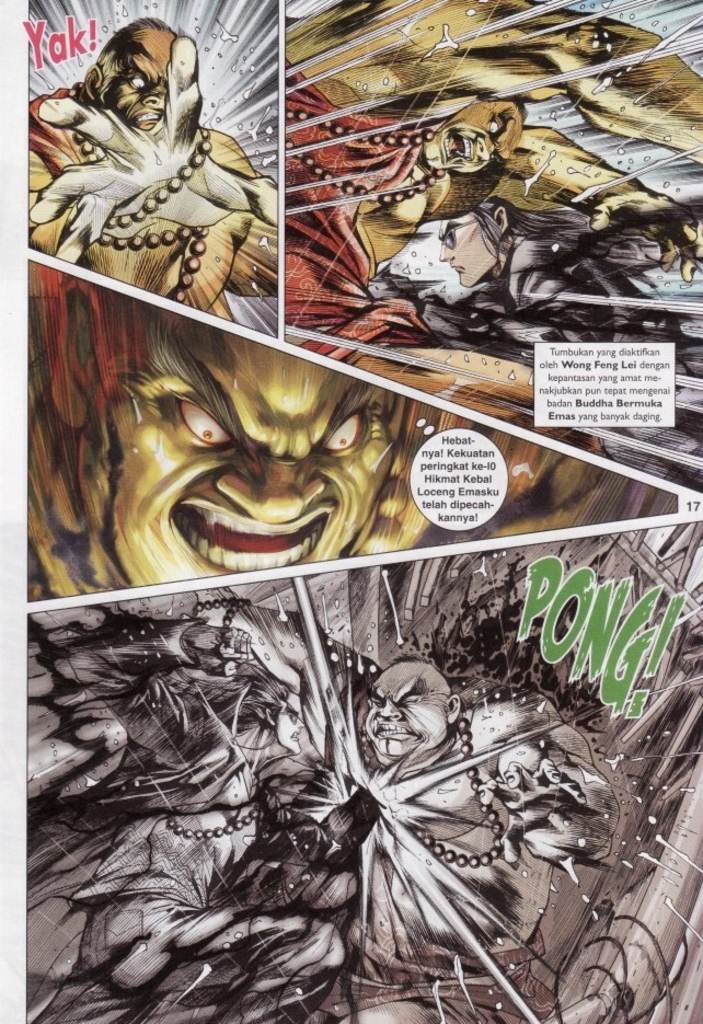 Yak!
Tumbukan yang diaktifkan
oleh Wong Feng Lei dengan
kepantasan yang amat me-
nakjubkan pun tepat mengenai
badan Buddha Bermuka
Emas yang banyak daging.
Hebat-
nya! Kekuatan
peringkat ke-10
Hikmat Kebal
Loceng Emasku
telah dipecah-
kannya!
17
PONG!